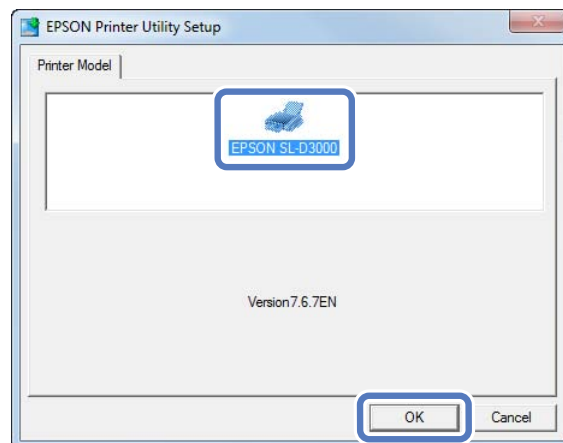 EPSON Printer Utility Setup
Printer Model
EPSON SL-D3000
Version7.6.7EN
OK Cancel